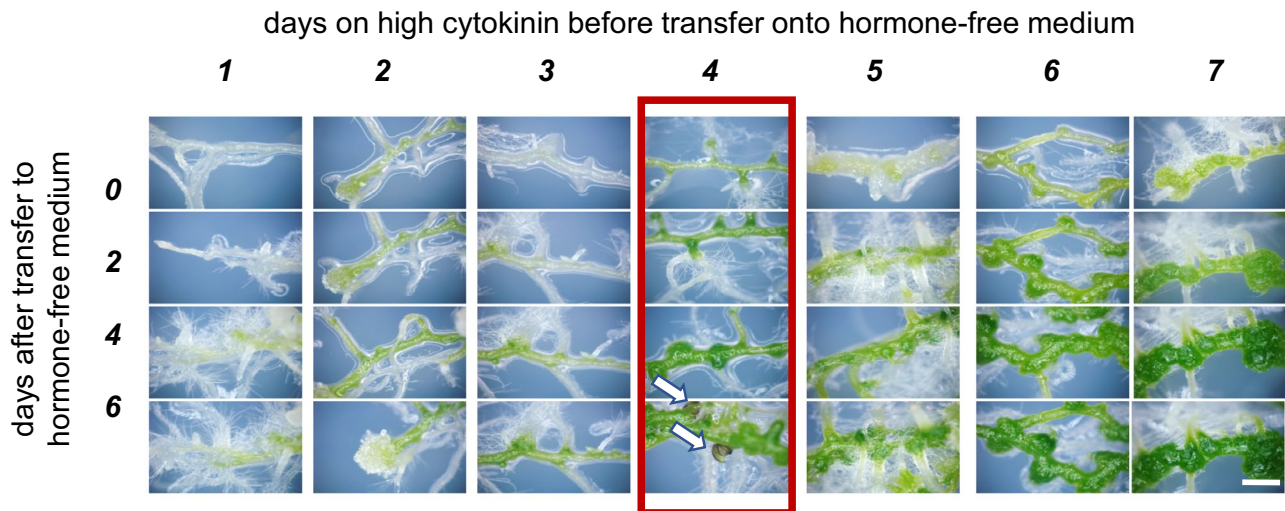 days on high cytokinin before transfer onto hormone-free medium
1 2 3 4 5 6 7
days after transfer to
hormone-free medium
0
2
4
6